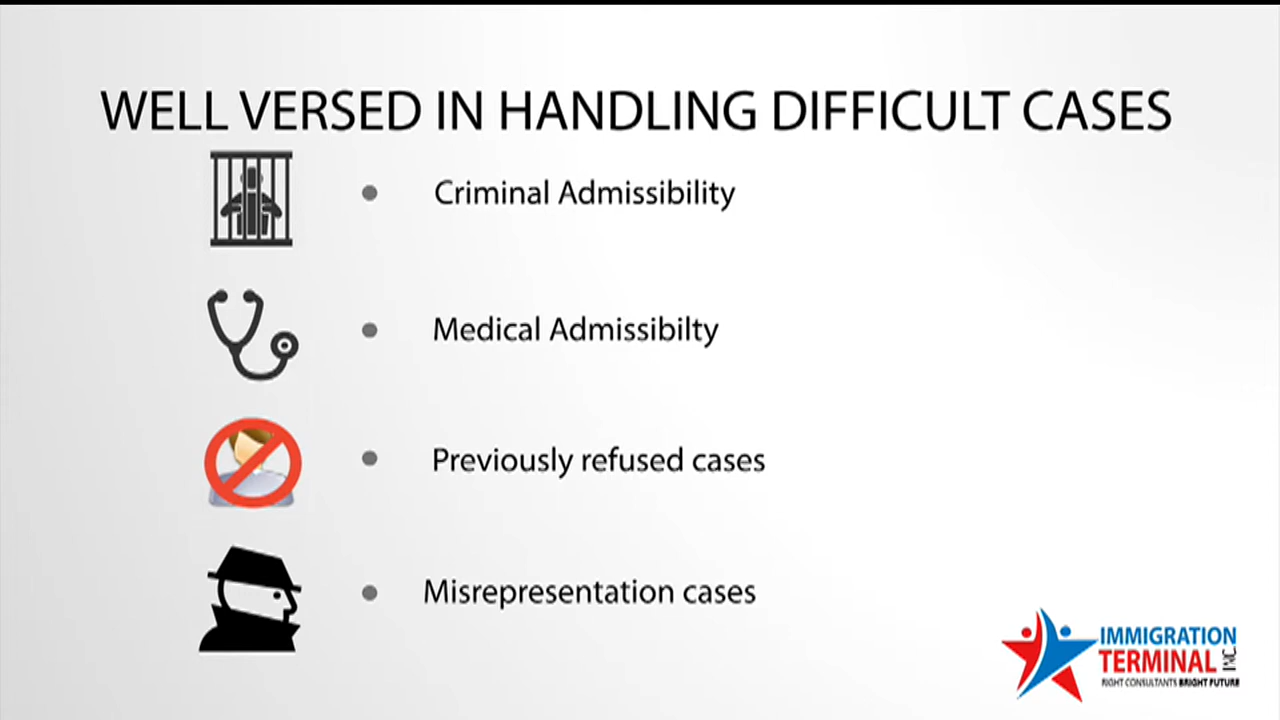 WELL VERSED IN HANDLING DIFFICULT CASES
• Criminal Admissibility
• Medical Admissibilty
• Previously refused cases
• Misrepresentation cases
IMMIGRATION
TERMINAL INC.
RIGHT CONSULTANTS BRIGHT FUTURE